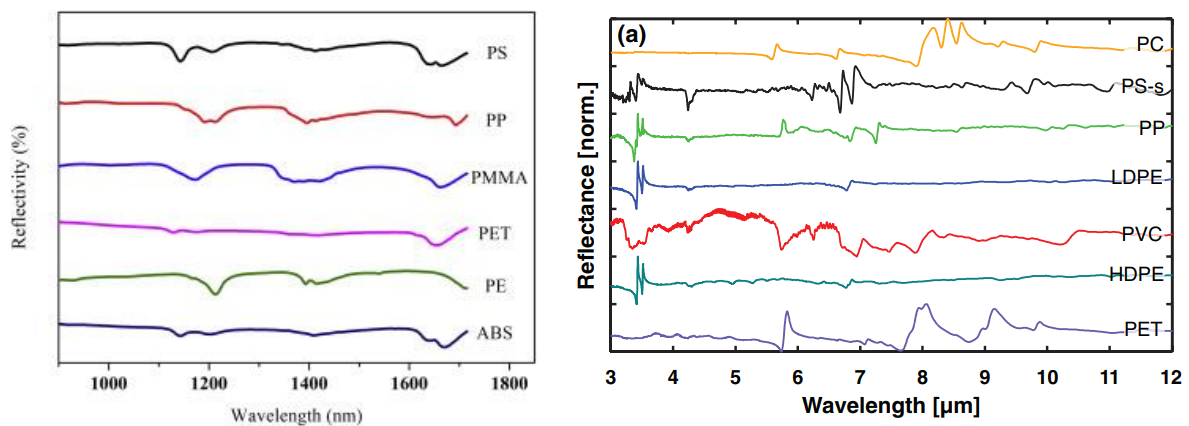 PS
PP
PMMA
PET
PE
ABS
Reflectivity (%)
1000 1200 1400 1600 1800
Wavelength (nm)
(a)
PC
PS-s
PP
LDPE
PVC
HDPE
PET
Reflectance [norm.]
3 4 5 6 7 8 9 10 11 12
Wavelength [µm]